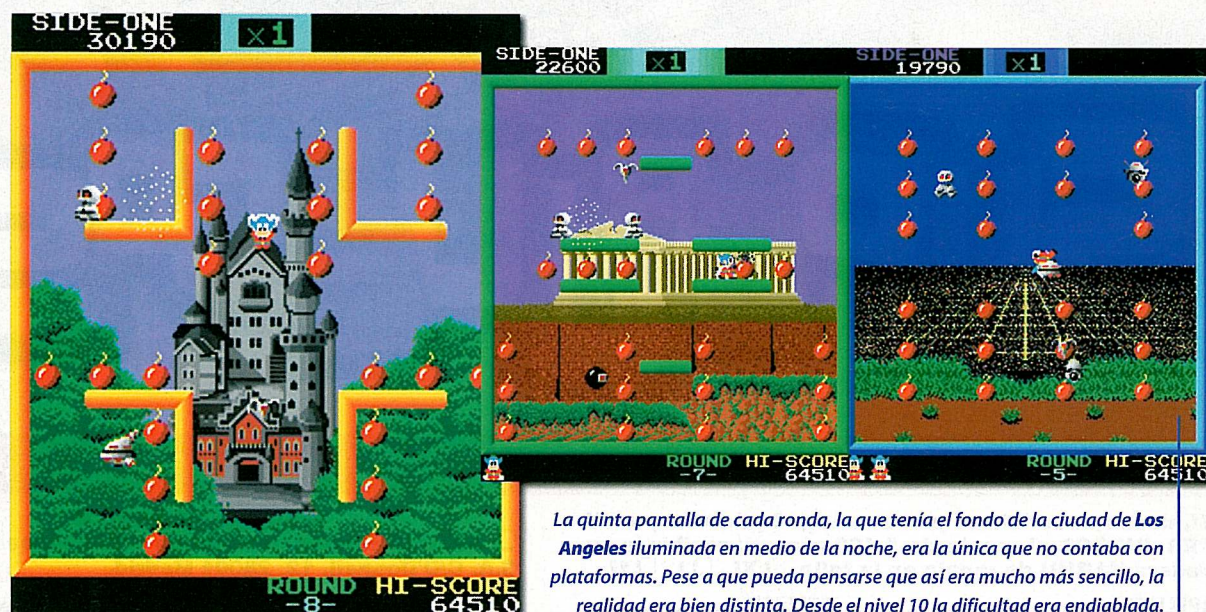 SIDE-ONE
30190
×1
ROUND HI-SCORE
-8- 64510
SIDE-ONE
22600
×1
ROUND HI-SCORE
-7- 64510
SIDE-ONE
19790
×1
ROUND HI-SCORE
-5- 64510
La quinta pantalla de cada ronda, la que tenía el fondo de la ciudad de Los
Angeles iluminada en medio de la noche, era la única que no contaba con
plataformas. Pese a que pueda pensarse que así era mucho más sencillo, la
realidad era bien distinta. Desde el nivel 10 la dificultad era endiablada.